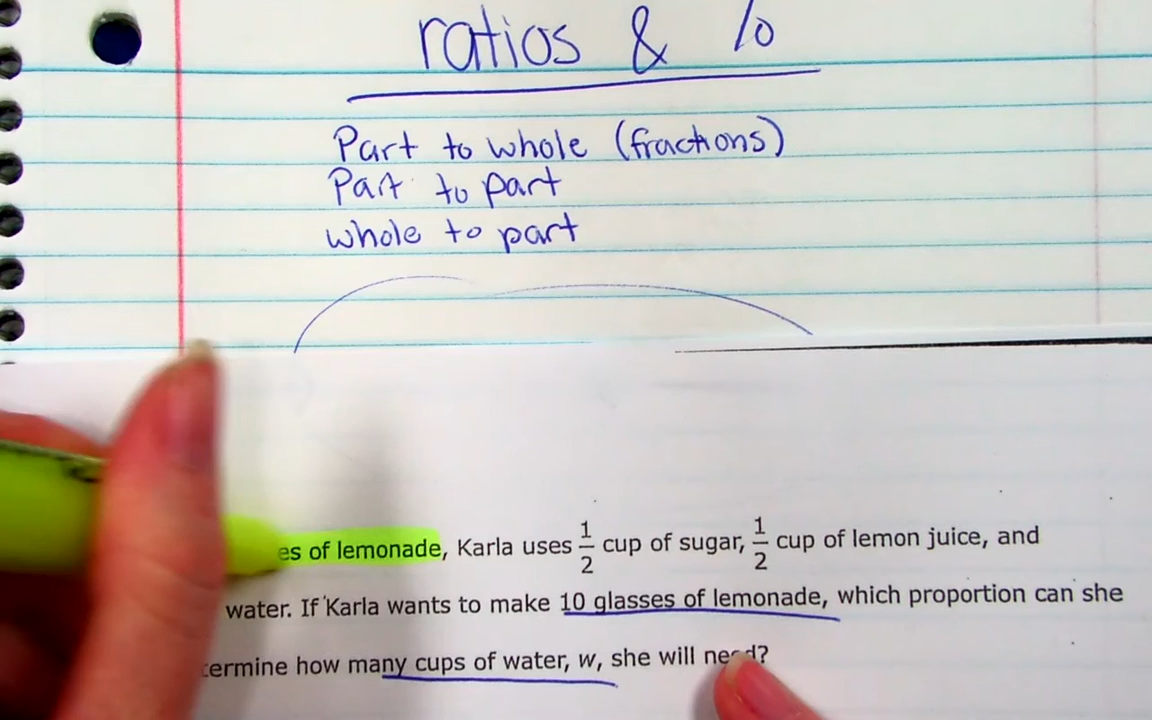 ratios & %
Part to whole (fractions)
Part to part
whole to part
of lemonade, Karla uses 1/2 cup of sugar, 1/2 cup of lemon juice, and
water. If Karla wants to make 10 glasses of lemonade, which proportion can she
how many cups of water, w, she will need?